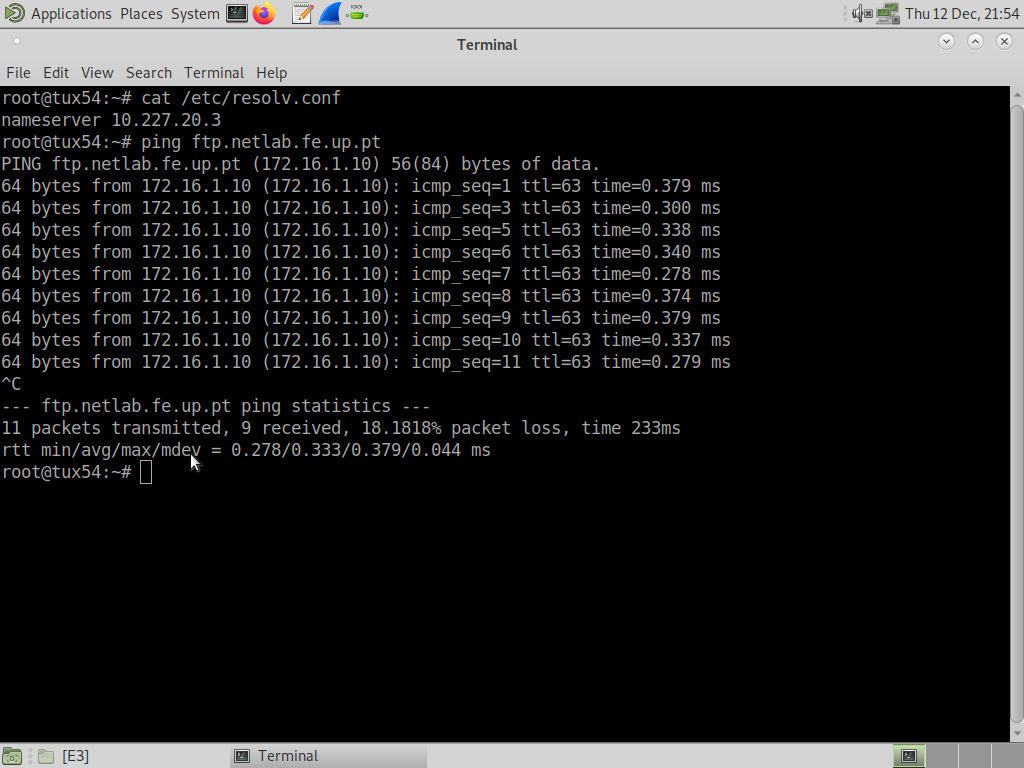 Applications Places System Thu 12 Dec, 21:54
Terminal
File Edit View Search Terminal Help
root@tux54:~# cat /etc/resolv.conf
nameserver 10.227.20.3
root@tux54:~# ping ftp.netlab.fe.up.pt
PING ftp.netlab.fe.up.pt (172.16.1.10) 56(84) bytes of data.
64 bytes from 172.16.1.10 (172.16.1.10): icmp_seq=1 ttl=63 time=0.379 ms
64 bytes from 172.16.1.10 (172.16.1.10): icmp_seq=3 ttl=63 time=0.300 ms
64 bytes from 172.16.1.10 (172.16.1.10): icmp_seq=5 ttl=63 time=0.338 ms
64 bytes from 172.16.1.10 (172.16.1.10): icmp_seq=6 ttl=63 time=0.340 ms
64 bytes from 172.16.1.10 (172.16.1.10): icmp_seq=7 ttl=63 time=0.278 ms
64 bytes from 172.16.1.10 (172.16.1.10): icmp_seq=8 ttl=63 time=0.374 ms
64 bytes from 172.16.1.10 (172.16.1.10): icmp_seq=9 ttl=63 time=0.379 ms
64 bytes from 172.16.1.10 (172.16.1.10): icmp_seq=10 ttl=63 time=0.337 ms
64 bytes from 172.16.1.10 (172.16.1.10): icmp_seq=11 ttl=63 time=0.279 ms
^C
--- ftp.netlab.fe.up.pt ping statistics ---
11 packets transmitted, 9 received, 18.1818% packet loss, time 233ms
rtt min/avg/max/mdev = 0.278/0.333/0.379/0.044 ms
root@tux54:~#
[E3] Terminal